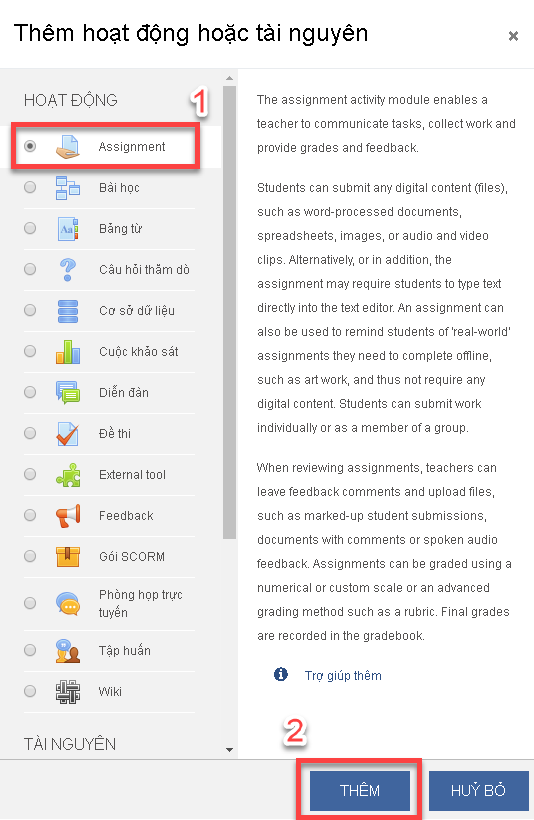 Thêm hoạt động hoặc tài nguyên
×
HOẠT ĐỘNG
1
Assignment
Bài học
Bảng từ
Câu hỏi thăm dò
Cơ sở dữ liệu
Cuộc khảo sát
Diễn đàn
Đề thi
External tool
Feedback
Gói SCORM
Phòng họp trực
tuyến
Tập huấn
Wiki
TÀI NGUYÊN
The assignment activity module enables a
teacher to communicate tasks, collect work and
provide grades and feedback.
Students can submit any digital content (files),
such as word-processed documents,
spreadsheets, images, or audio and video
clips. Alternatively, or in addition, the
assignment may require students to type text
directly into the text editor. An assignment can
also be used to remind students of 'real-world'
assignments they need to complete offline,
such as art work, and thus not require any
digital content. Students can submit work
individually or as a member of a group.
When reviewing assignments, teachers can
leave feedback comments and upload files,
such as marked-up student submissions,
documents with comments or spoken audio
feedback. Assignments can be graded using a
numerical or custom scale or an advanced
grading method such as a rubric. Final grades
are recorded in the gradebook.
Trợ giúp thêm
2
THÊM
HUỶ BỎ